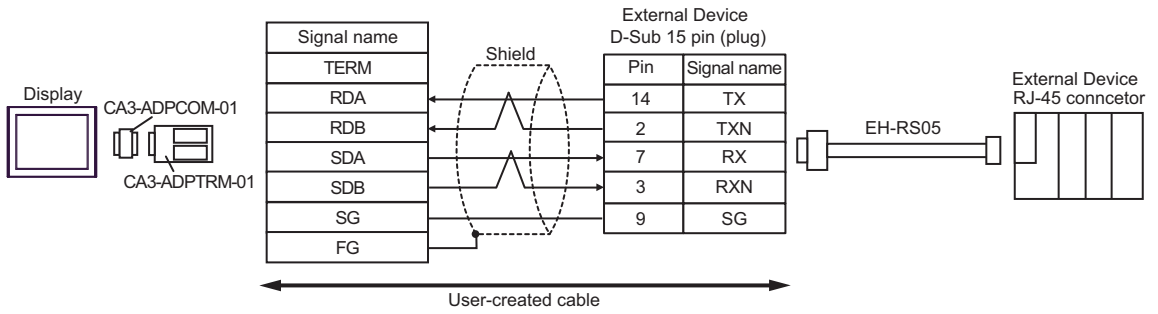 External Device
D-Sub 15 pin (plug)
Signal name
Shield
TERM
Pin Signal name
External Device
RJ-45 conncetor
Display
CA3-ADPCOM-01
RDA
14 TX
RDB
2 TXN
EH-RS05
SDA
7 RX
CA3-ADPTRM-01
SDB
3 RXN
SG
9 SG
FG
User-created cable